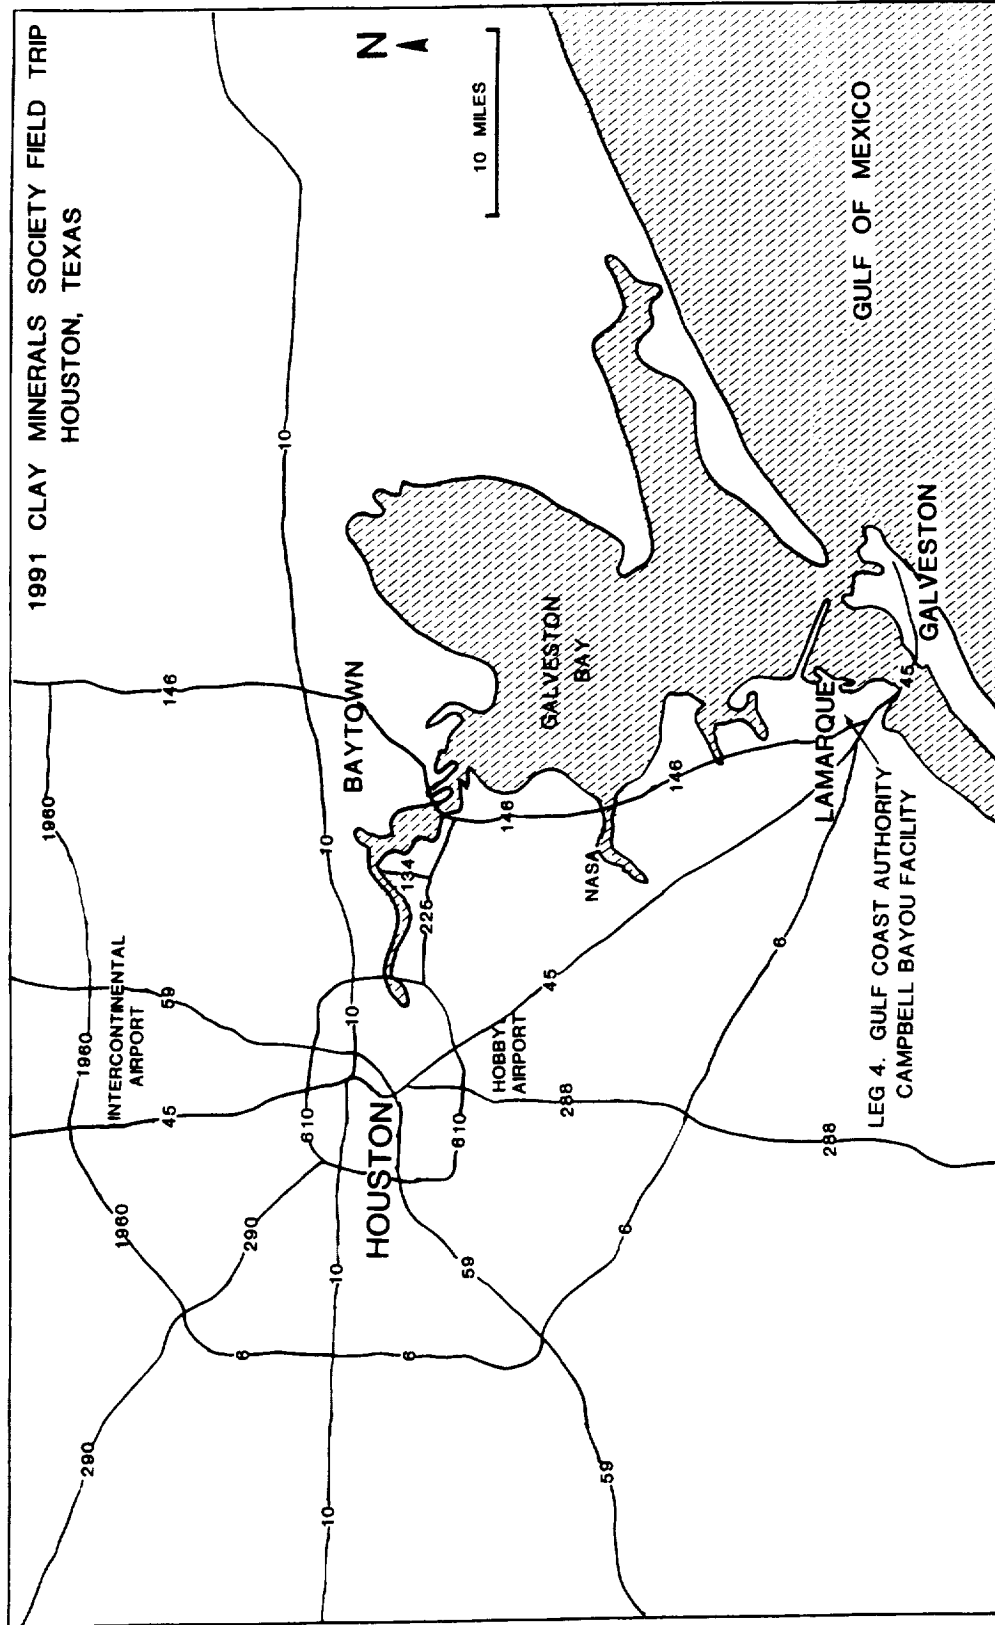 1991 CLAY MINERALS SOCIETY FIELD TRIP
HOUSTON, TEXAS
N
10 MILES
1960
1960
1960
146
59
45
INTERCONTINENTAL
AIRPORT
290
290
10
10
10
10
10
610
610
6
6
HOUSTON
BAYTOWN
134
225
146
146
GALVESTON
BAY
NASA
HOBBY
AIRPORT
45
59
59
288
288
6
6
LAMARQUE
45
GALVESTON
GULF OF MEXICO
LEG 4. GULF COAST AUTHORITY
CAMPBELL BAYOU FACILITY